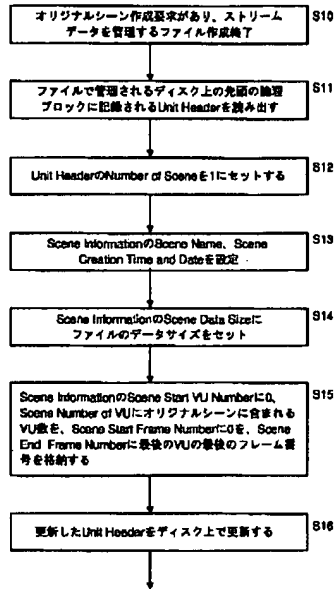 オリジナルシーン作成要求があり、ストリーム
データを管理するファイル作成終了
S10
ファイルで管理されるディスク上の先頭の論理
ブロックに記録されるUnit Headerを読み出す
S11
Unit HeaderのNumber of Sceneを1にセットする
S12
Scene InformationのScene Name、Scene
Creation Time and Dateを設定
S13
Scene InformationのScene Data Sizeに
ファイルのデータサイズをセット
S14
Scene InformationのScene Start VU Numberに0、
Scene Number of VUにオリジナルシーンに含まれる
VU数を、Scene Start Frame Numberに0を、Scene
End Frame Numberに最後のVUの最後のフレーム番
号を格納する
S15
更新したUnit Headerをディスク上で更新する
S16